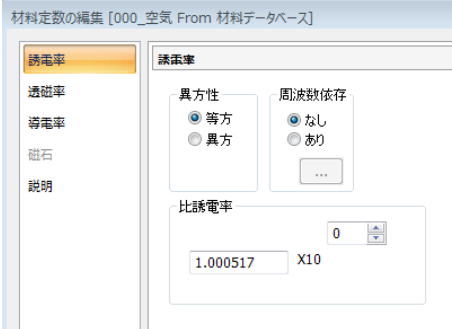 材料定数の編集 [000_空気 From 材料データベース]
誘電率
透磁率
導電率
磁石
説明
誘電率
異方性
等方
異方
周波数依存
なし
あり
...
比誘電率
0
1.000517 X10